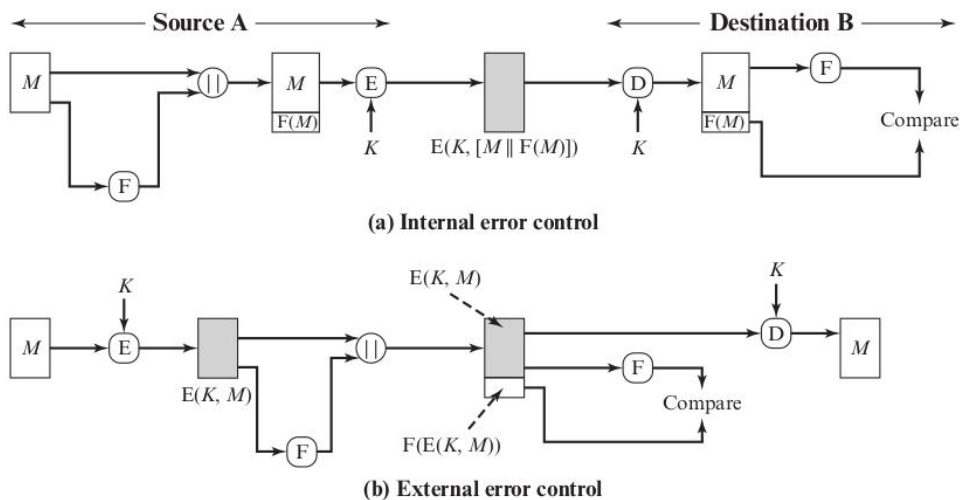 Source A
Destination B
M
||
M
E
D
M
F
F(M)
F(M)
Compare
K
E(K, [M || F(M)])
K
F
(a) Internal error control
E(K, M)
K
K
M
E
||
D
M
F
E(K, M)
Compare
F
F(E(K, M))
(b) External error control